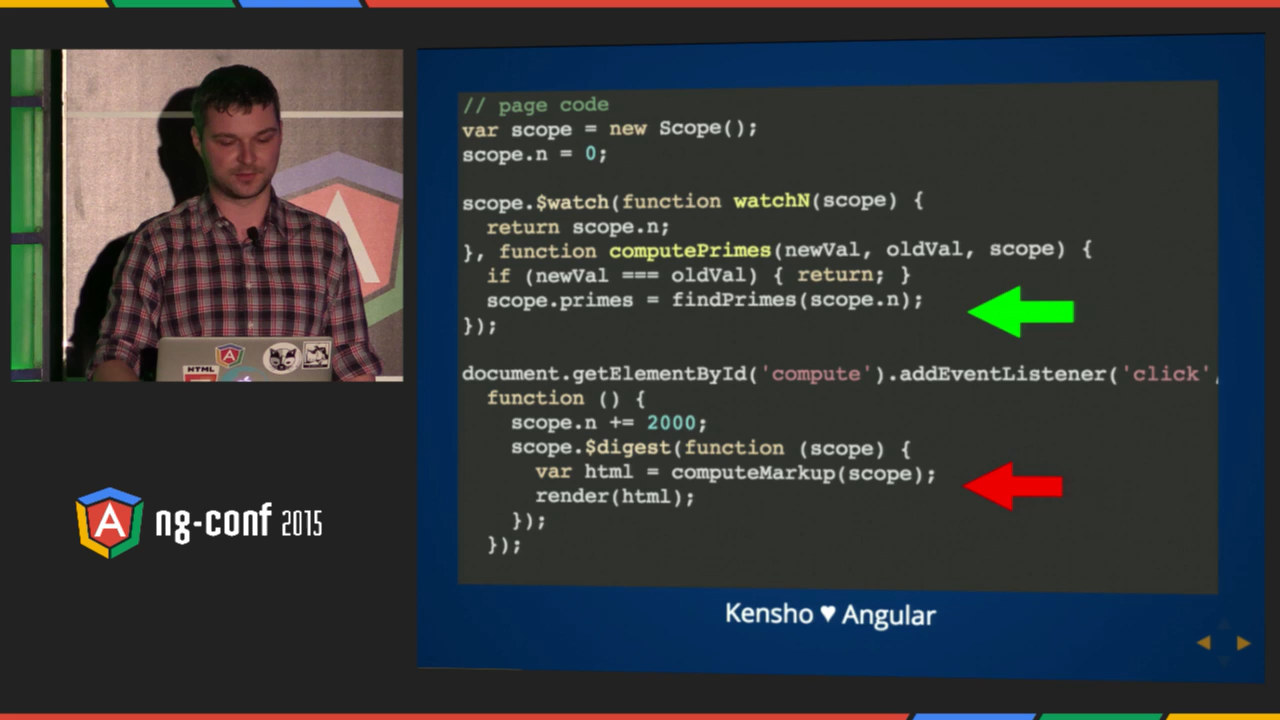 // page code
var scope = new Scope();
scope.n = 0;
scope.$watch(function watchN(scope) {
return scope.n;
}, function computePrimes(newVal, oldVal, scope) {
if (newVal === oldVal) { return; }
scope.primes = findPrimes(scope.n);
});
document.getElementById('compute').addEventListener('click',
function () {
scope.n += 2000;
scope.$digest(function (scope) {
var html = computeMarkup(scope);
render(html);
});
});
Kensho ♥ Angular
A
HTML
A
ng-conf 2015